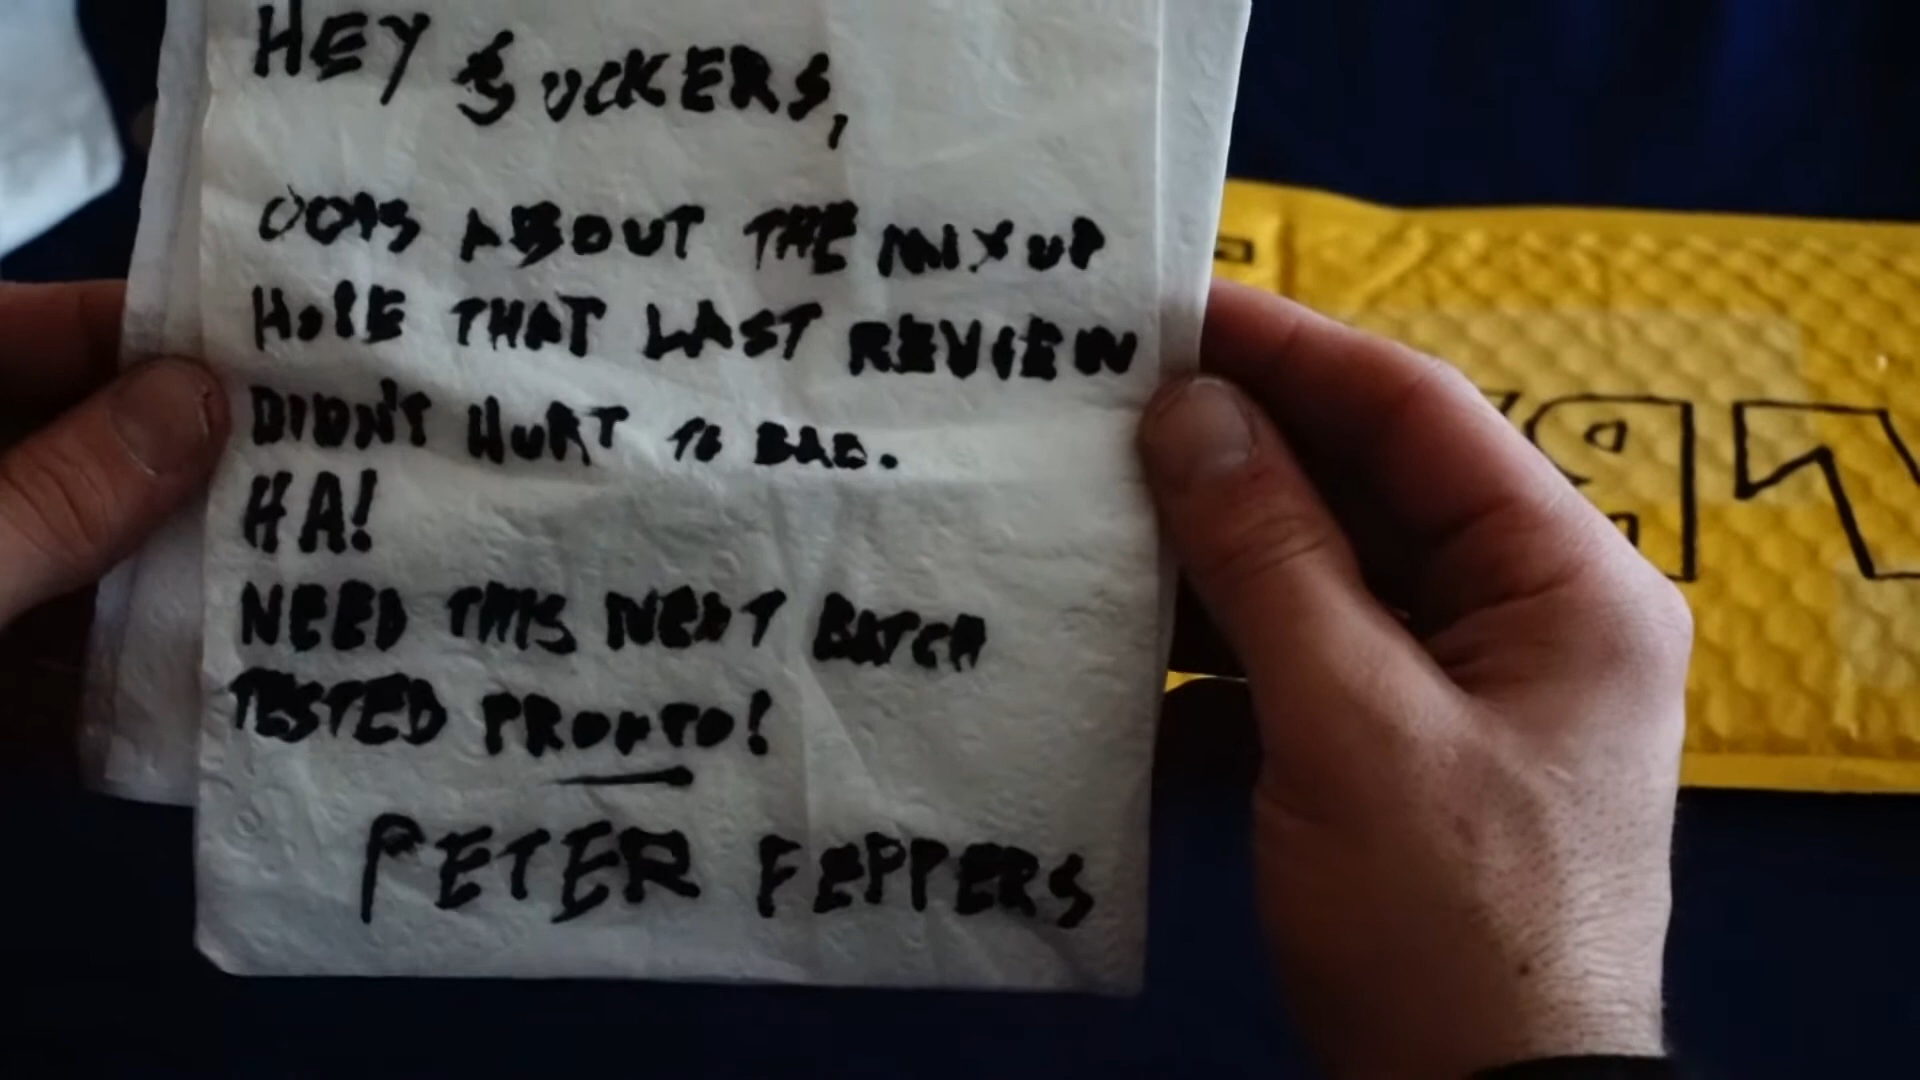 HEY SUCKERS,
OOPS ABOUT THE MIX UP
HOPE THAT LAST REVIEW
DIDN'T HURT TO BAD.
HA!
NEED THIS NEXT BATCH
TESTED PRONTO!
PETER FEPPERS